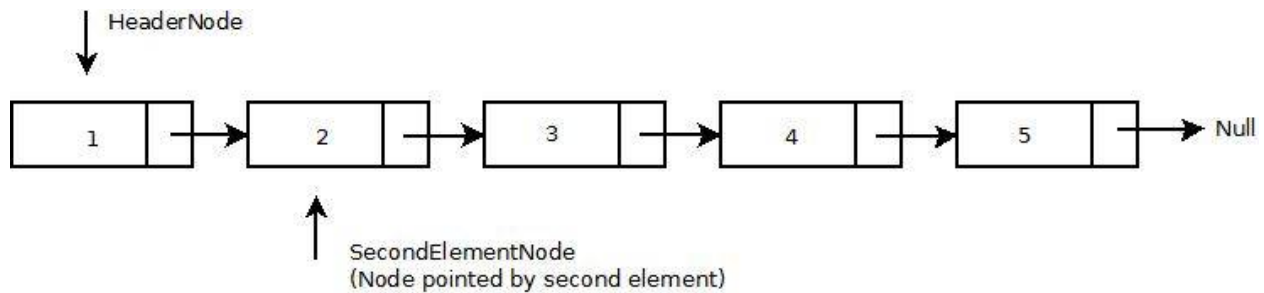 HeaderNode
1 2 3 4 5 Null
SecondElementNode
(Node pointed by second element)